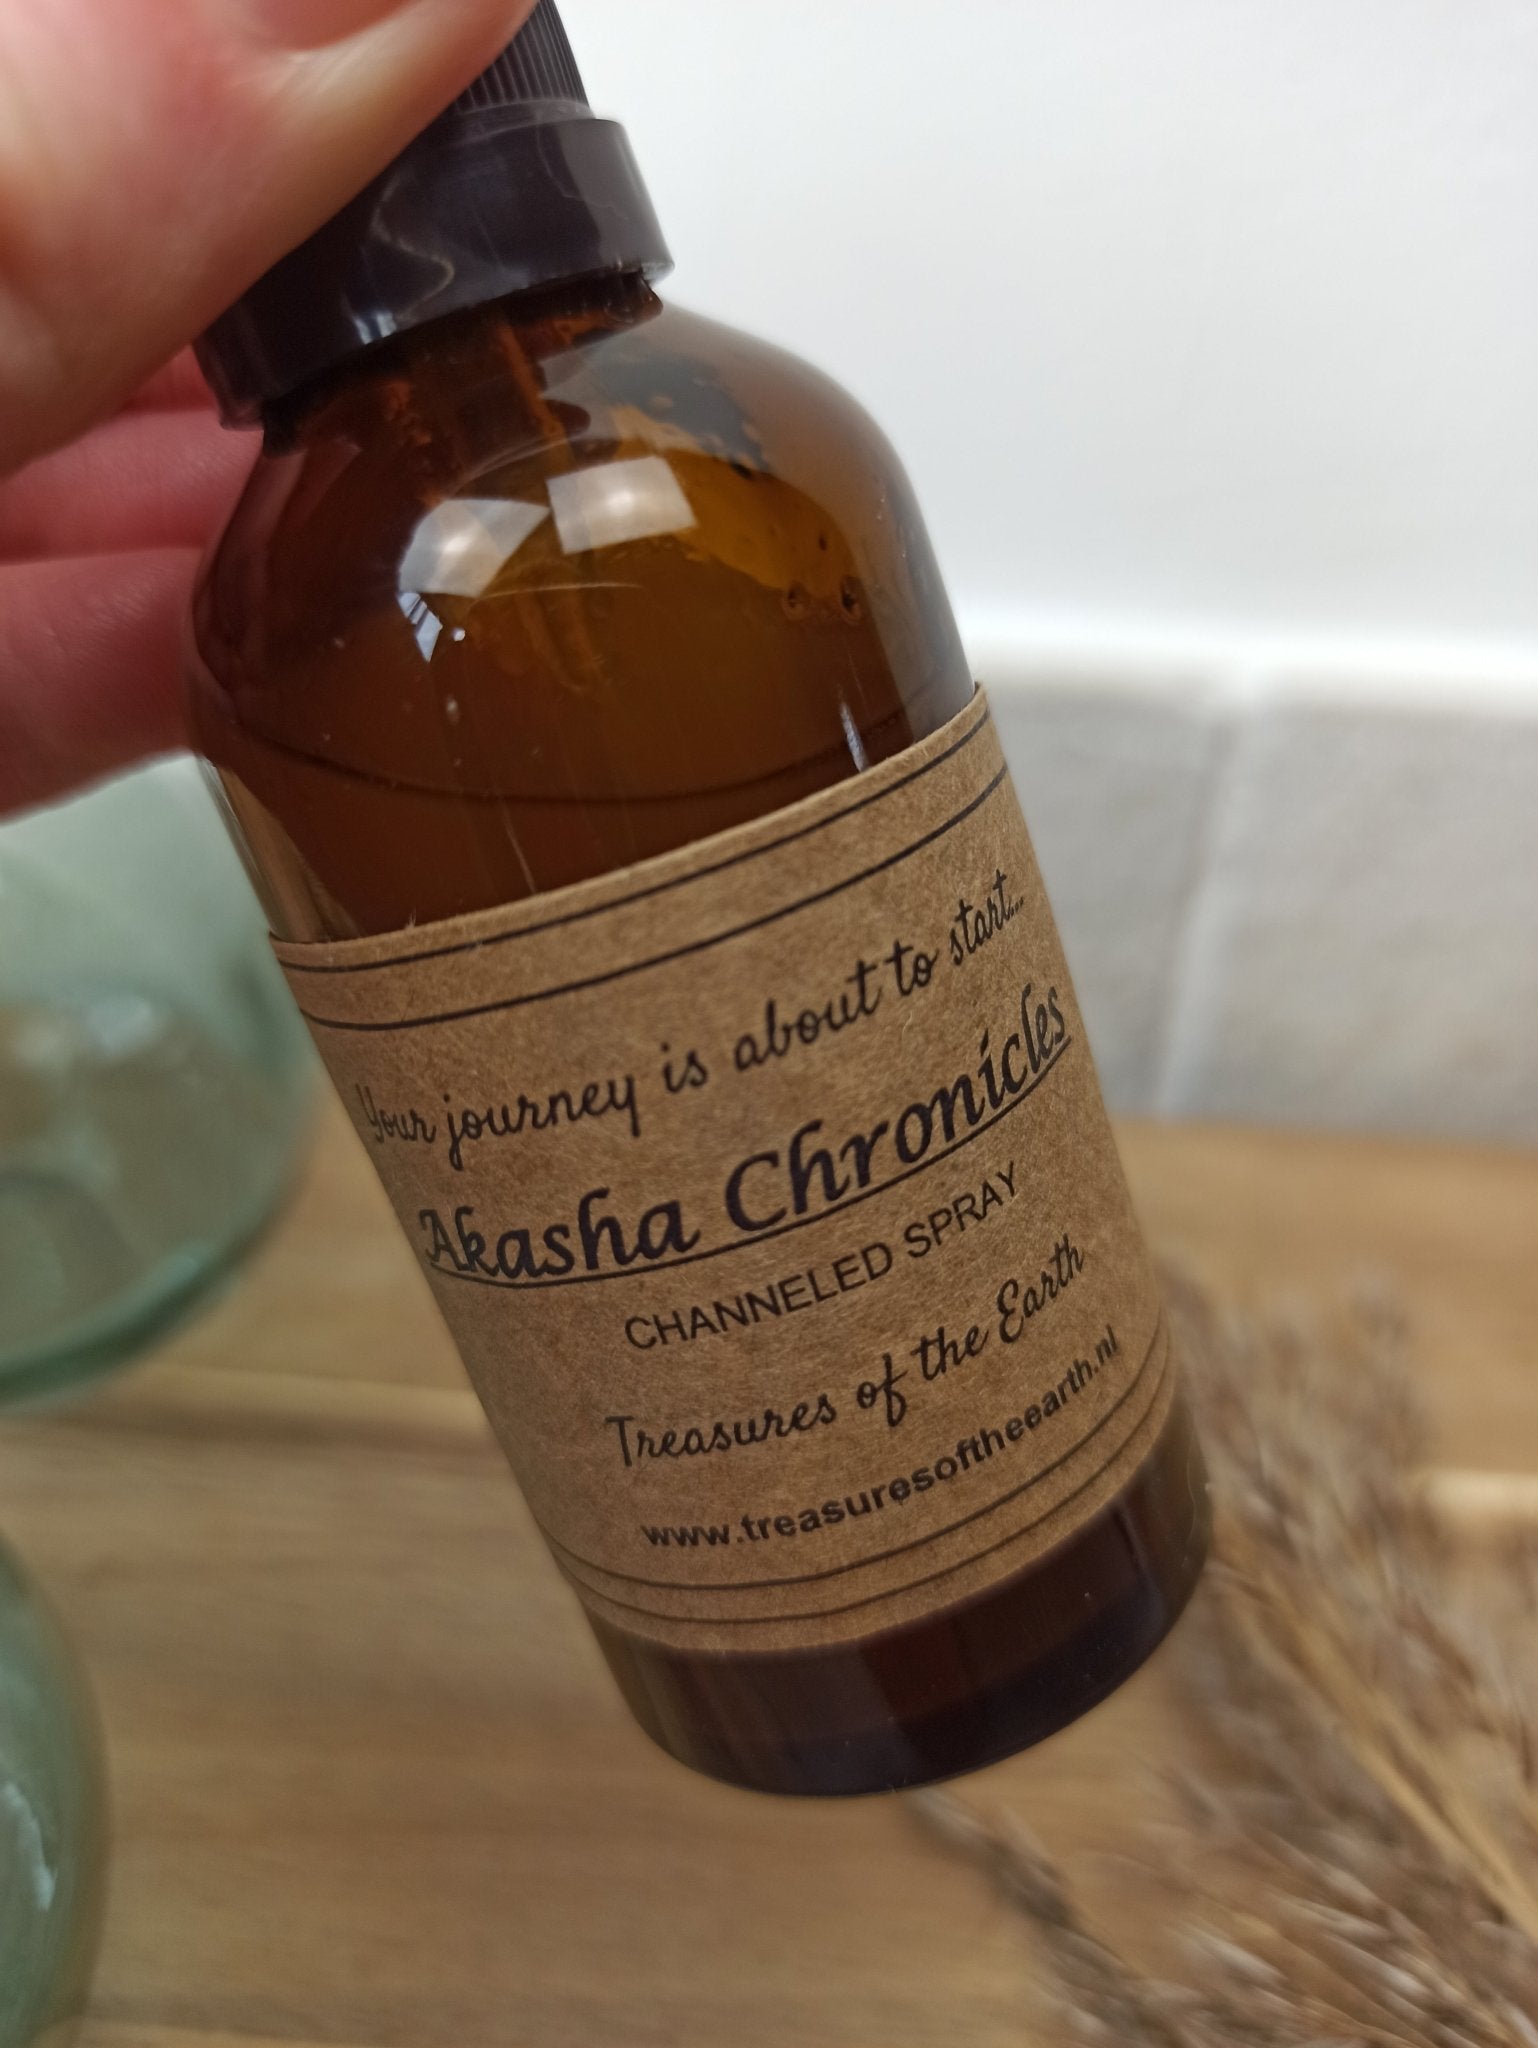 Your journey is about to start...
Akasha Chronicles
CHANNELED SPRAY
Treasures of the Earth
www.treasuresoftheearth.nl